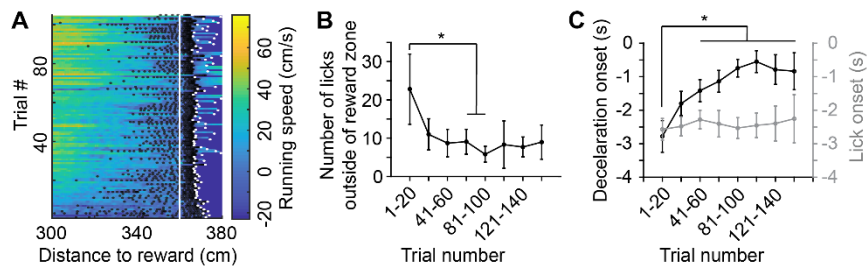 A
Trial #
80
40
300
340
380
Distance to reward (cm)
60
40
20
0
-20
Running speed (cm/s)
B
*
Number of licks
outside of reward zone
30
20
10
0
1-20
41-60
81-100
121-140
Trial number
C
*
Decelaration onset (s)
-0
-1
-2
-3
-4
1-20
41-60
81-100
121-140
Trial number
-0
-1
-2
-3
-4
Lick onset (s)